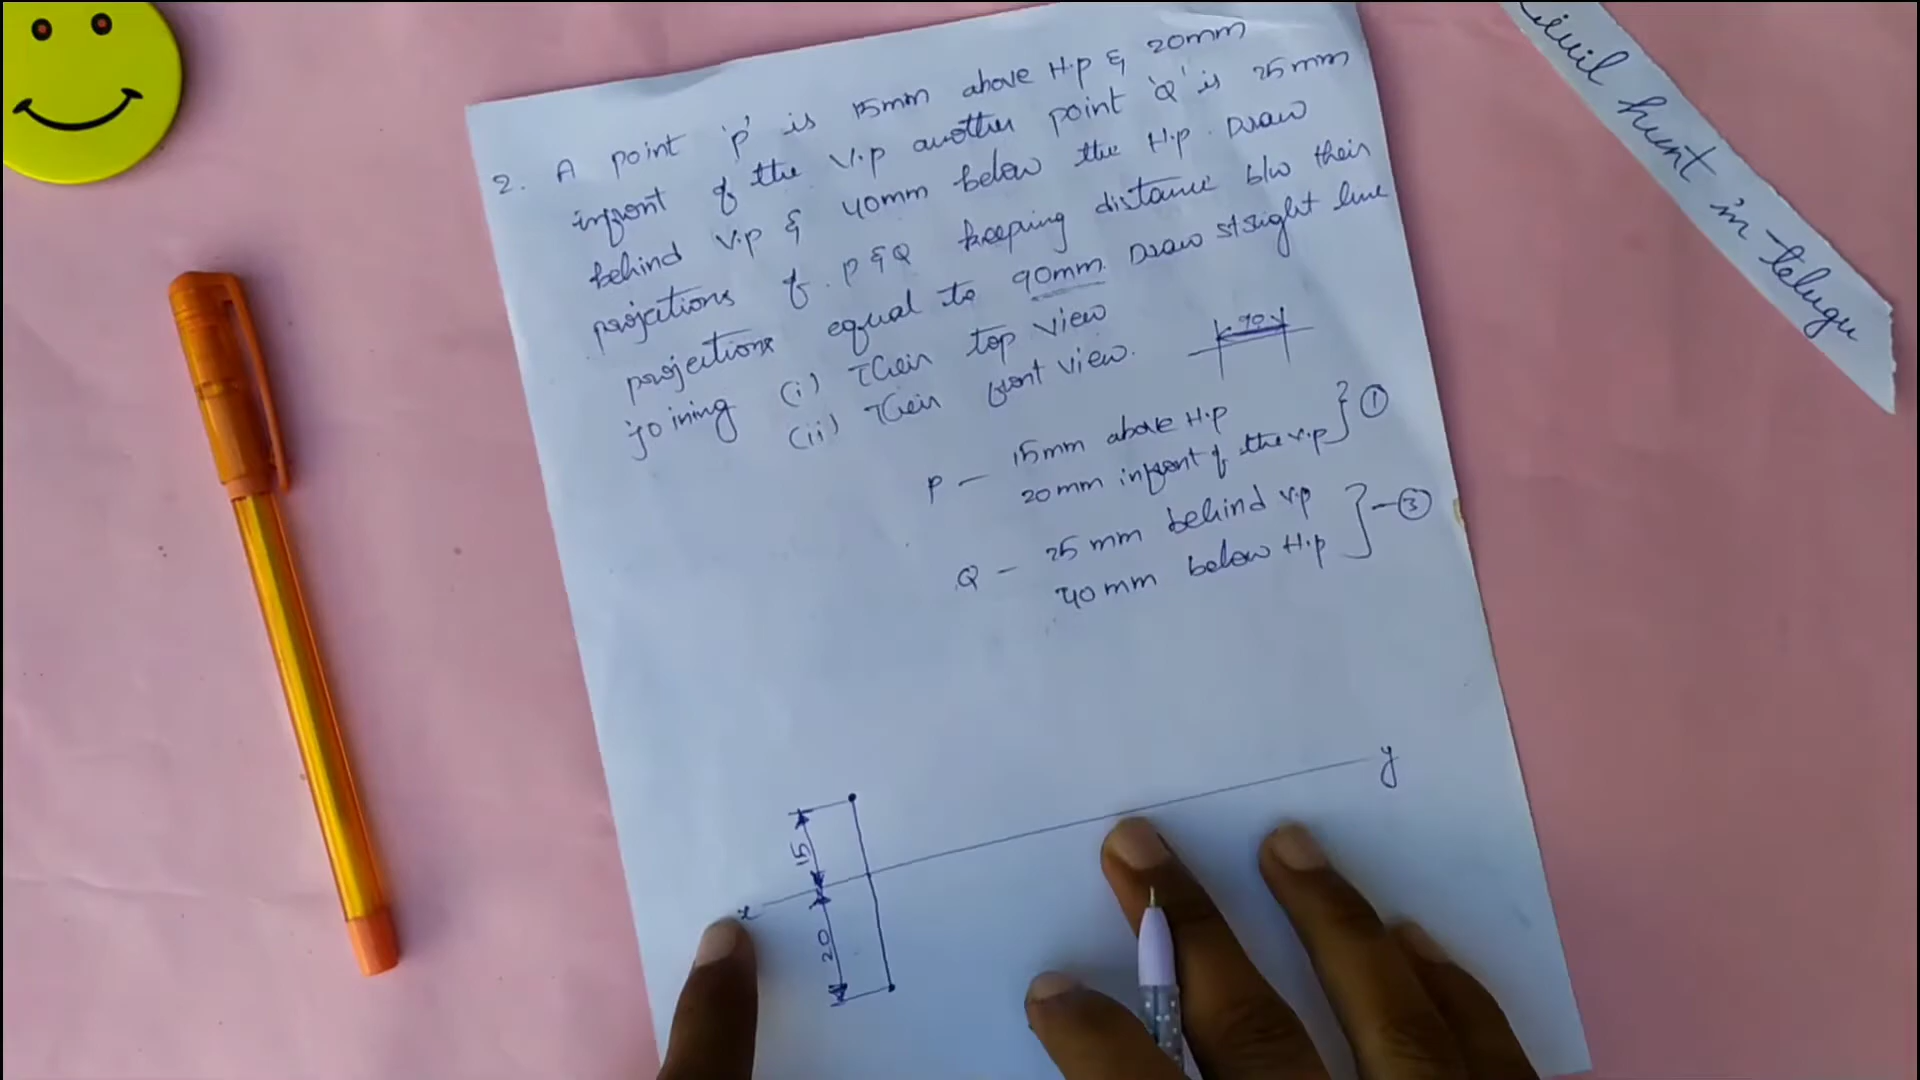 2. A point 'p' is 15mm above H.p & 20mm
infront of the V.p another point 'Q' is 25mm
behind V.p & 40mm below the H.p. Draw
projections of p & Q keeping distance b/w their
projections equal to 90mm. Draw straight line
joining (i) Their top view
(ii) Their front view.
90
P - 15mm above H.p
20mm infront of the v.p } ①
Q - 25 mm behind v.p
40mm below H.p } - ③
x y
15
20
civil hunt in telugu